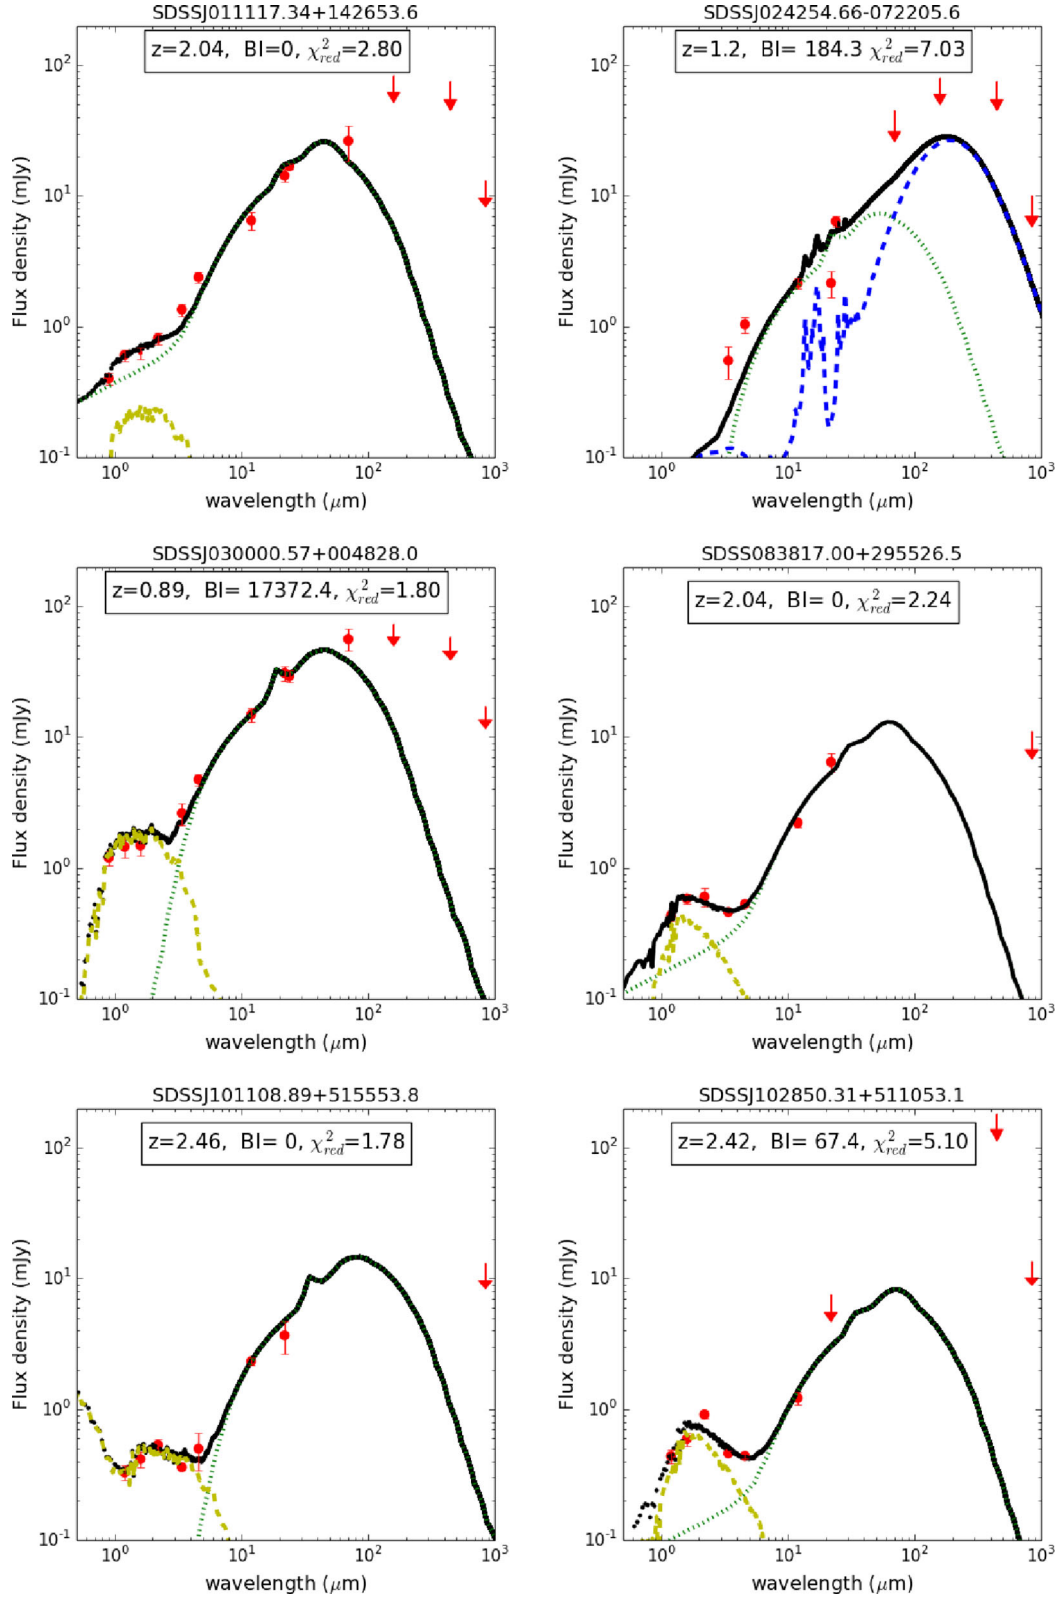 SDSSJ011117.34+142653.6
z=2.04, BI=0, χ²red=2.80
Flux density (mJy)
10² 10¹ 10⁰ 10⁻¹
10⁰ 10¹ 10² 10³
wavelength (μm)
SDSSJ024254.66-072205.6
z=1.2, BI= 184.3 χ²red=7.03
Flux density (mJy)
10² 10¹ 10⁰ 10⁻¹
10⁰ 10¹ 10² 10³
wavelength (μm)
SDSSJ030000.57+004828.0
z=0.89, BI= 17372.4, χ²red=1.80
Flux density (mJy)
10² 10¹ 10⁰ 10⁻¹
10⁰ 10¹ 10² 10³
wavelength (μm)
SDSS083817.00+295526.5
z=2.04, BI= 0, χ²red=2.24
Flux density (mJy)
10² 10¹ 10⁰ 10⁻¹
10⁰ 10¹ 10² 10³
wavelength (μm)
SDSSJ101108.89+515553.8
z=2.46, BI= 0, χ²red=1.78
Flux density (mJy)
10² 10¹ 10⁰ 10⁻¹
10⁰ 10¹ 10² 10³
wavelength (μm)
SDSSJ102850.31+511053.1
z=2.42, BI= 67.4, χ²red=5.10
Flux density (mJy)
10² 10¹ 10⁰ 10⁻¹
10⁰ 10¹ 10² 10³
wavelength (μm)